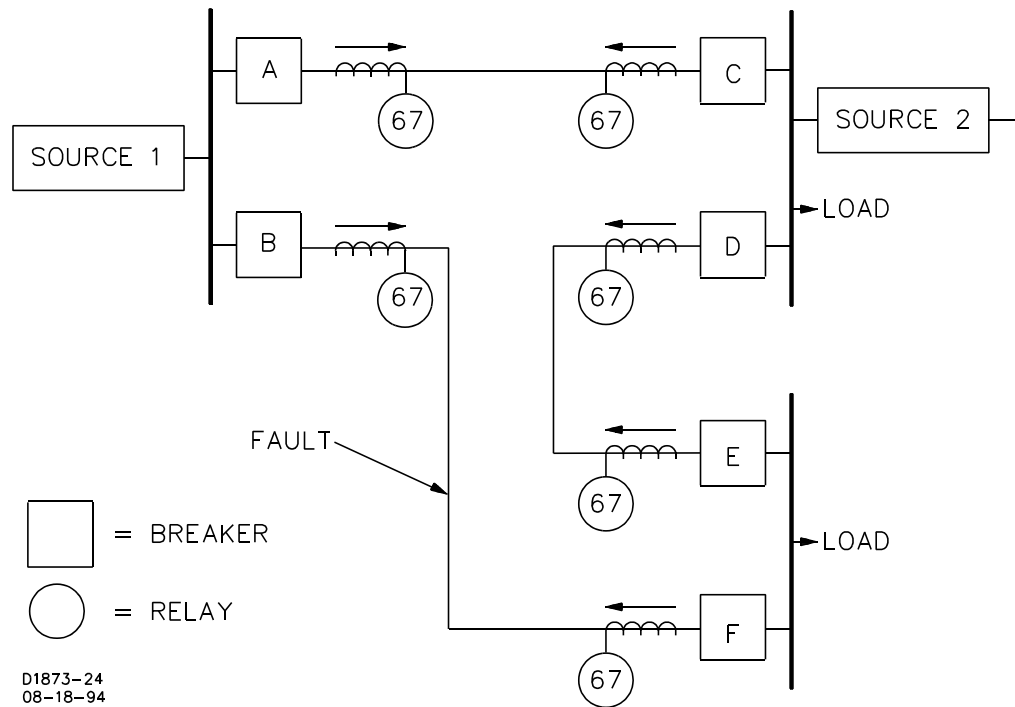 A
C
67
67
SOURCE 1
SOURCE 2
LOAD
B
D
67
67
FAULT
E
67
= BREAKER
LOAD
= RELAY
F
67
D1873-24
08-18-94